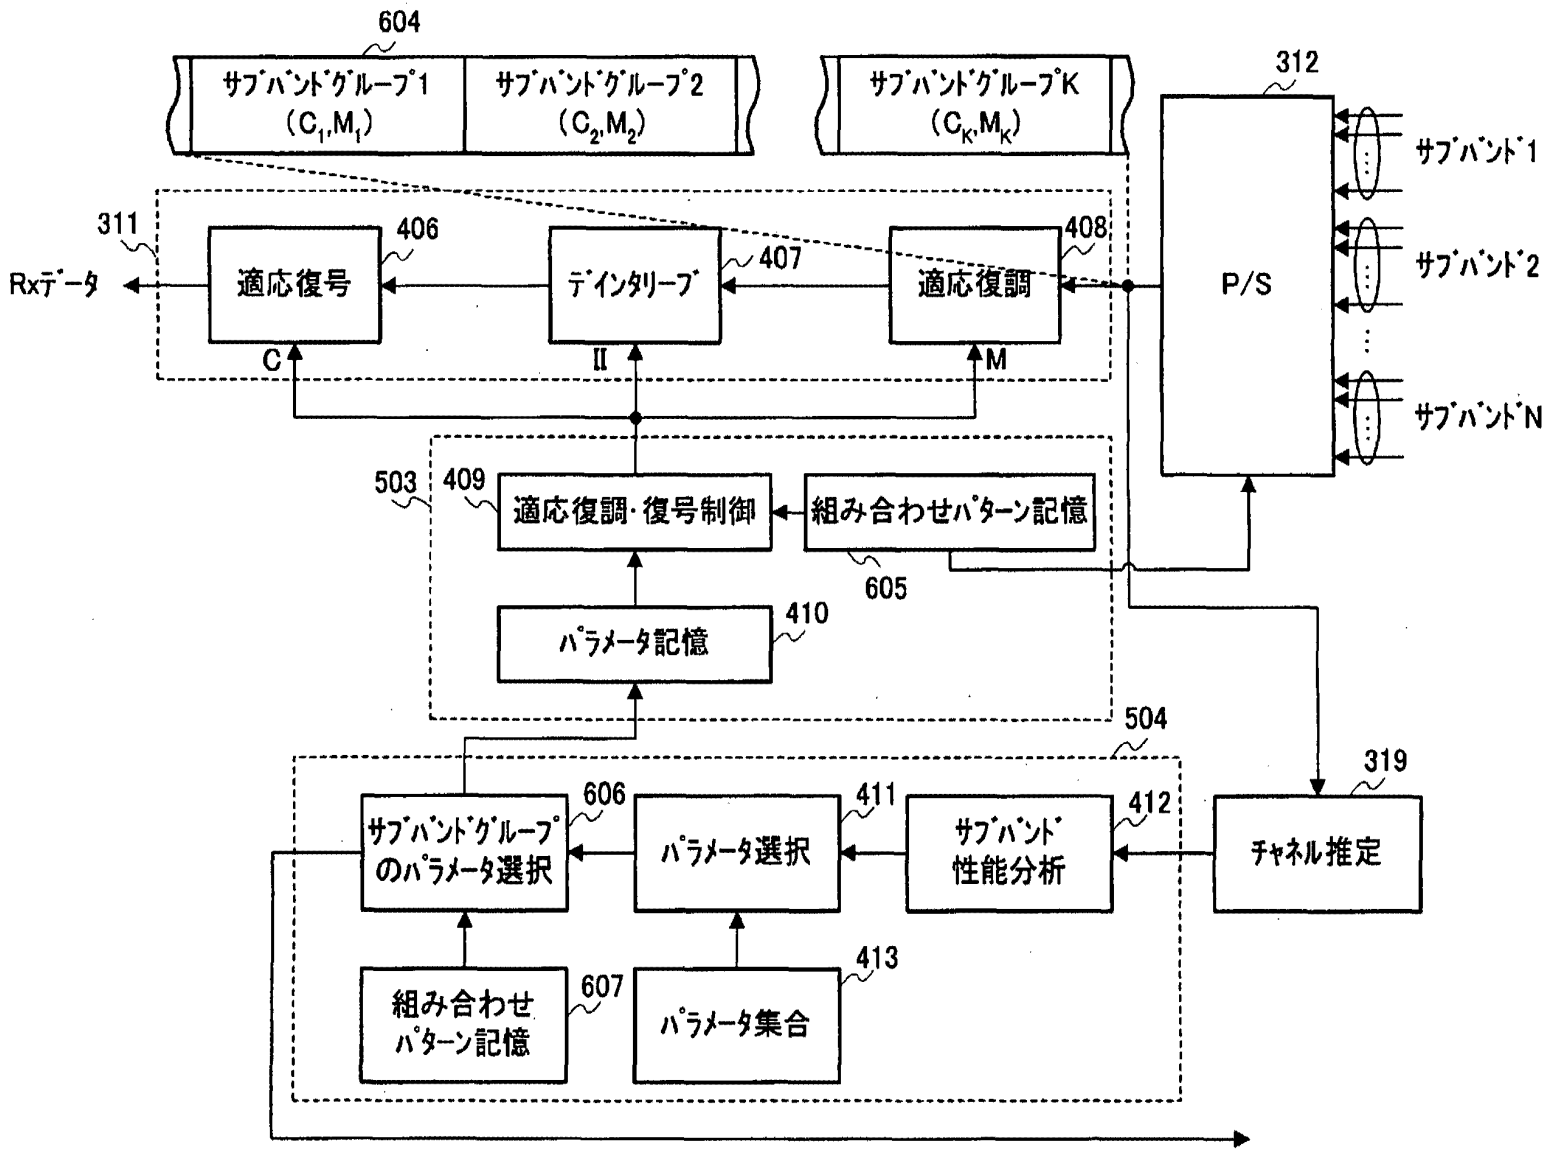 604
サブバンドグループ1
(C1,M1)
サブバンドグループ2
(C2,M2)
サブバンドグループK
(CK,MK)
312
サブバンド1
サブバンド2
サブバンドN
P/S
311
406
407
408
Rxデータ
適応復号
デインタリーブ
適応復調
C
II
M
503
409
適応復調・復号制御
組み合わせパターン記憶
605
410
パラメータ記憶
504
606
411
412
319
サブバンドグループ
のパラメータ選択
パラメータ選択
サブバンド
性能分析
チャネル推定
607
413
組み合わせ
パターン記憶
パラメータ集合